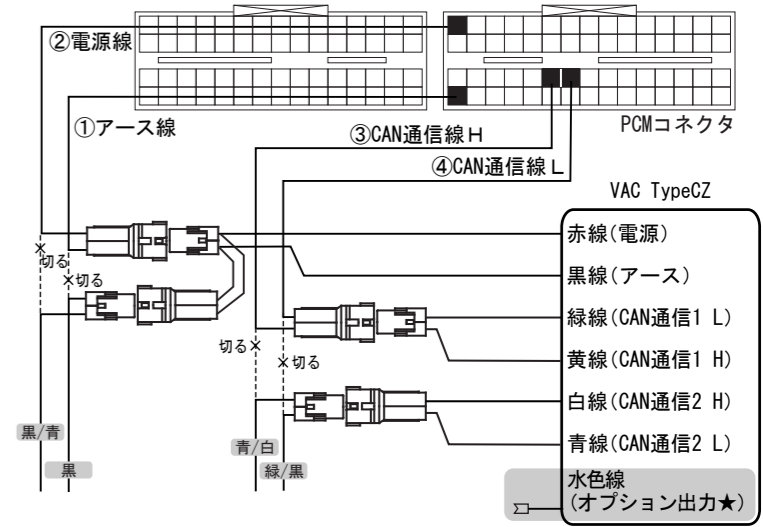 ②電源線
①アース線
③CAN通信線H
PCMコネクタ
④CAN通信線L
VAC TypeCZ
赤線(電源)
切る
黒線(アース)
切る
緑線(CAN通信1 L)
切る
黄線(CAN通信1 H)
切る
白線(CAN通信2 H)
黒/青
青/白
青線(CAN通信2 L)
黒
緑/黒
水色線
(オプション出力★)